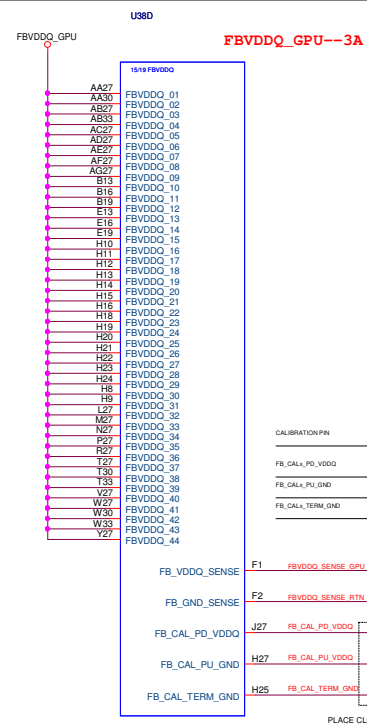 U38D
FBVDDQ_GPU
FBVDDQ_GPU--3A
15/19 FBVDDQ
AA27 FBVDDQ_01
AA30 FBVDDQ_02
AB27 FBVDDQ_03
AB33 FBVDDQ_04
AC27 FBVDDQ_05
AD27 FBVDDQ_06
AE27 FBVDDQ_07
AF27 FBVDDQ_08
AG27 FBVDDQ_09
B13 FBVDDQ_10
B16 FBVDDQ_11
B19 FBVDDQ_12
E13 FBVDDQ_13
E16 FBVDDQ_14
E19 FBVDDQ_15
H10 FBVDDQ_16
H11 FBVDDQ_17
H12 FBVDDQ_18
H13 FBVDDQ_19
H14 FBVDDQ_20
H15 FBVDDQ_21
H16 FBVDDQ_22
H18 FBVDDQ_23
H19 FBVDDQ_24
H20 FBVDDQ_25
H21 FBVDDQ_26
H22 FBVDDQ_27
H23 FBVDDQ_28
H24 FBVDDQ_29
H8 FBVDDQ_30
H9 FBVDDQ_31
L27 FBVDDQ_32
M27 FBVDDQ_33
N27 FBVDDQ_34
P27 FBVDDQ_35
R27 FBVDDQ_36
T27 FBVDDQ_37
T30 FBVDDQ_38
T33 FBVDDQ_39
V27 FBVDDQ_40
W27 FBVDDQ_41
W30 FBVDDQ_42
W33 FBVDDQ_43
Y27 FBVDDQ_44
CALIBRATION PIN
FB_CALx_PD_VDDQ
FB_CALx_PU_GND
FB_CALx_TERM_GND
FB_VDDQ_SENSE F1 FBVDDQ_SENSE_GPU
FB_GND_SENSE F2 FBVDDQ_SENSE_RTN
FB_CAL_PD_VDDQ J27 FB_CAL_PD_VDDQ
FB_CAL_PU_GND H27 FB_CAL_PU_VDDQ
FB_CAL_TERM_GND H25 FB_CAL_TERM_GND
PLACE CL